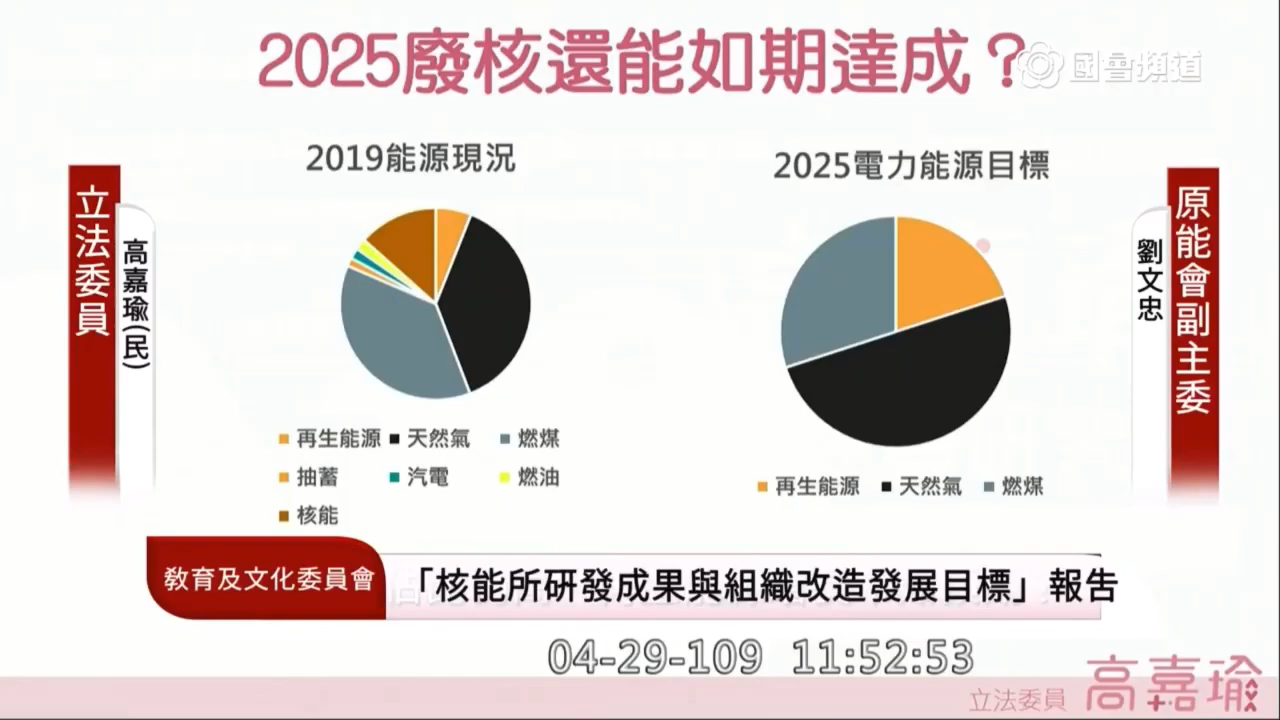 2025廢核還能如期達成？
國會頻道
2019能源現況
2025電力能源目標
立法委員
高嘉瑜(民)
原能會副主委
劉文忠
再生能源 天然氣 燃煤
抽蓄 汽電 燃油
核能
再生能源 天然氣 燃煤
教育及文化委員會
「核能所研發成果與組織改造發展目標」報告
04-29-109 11:52:53
立法委員 高嘉瑜